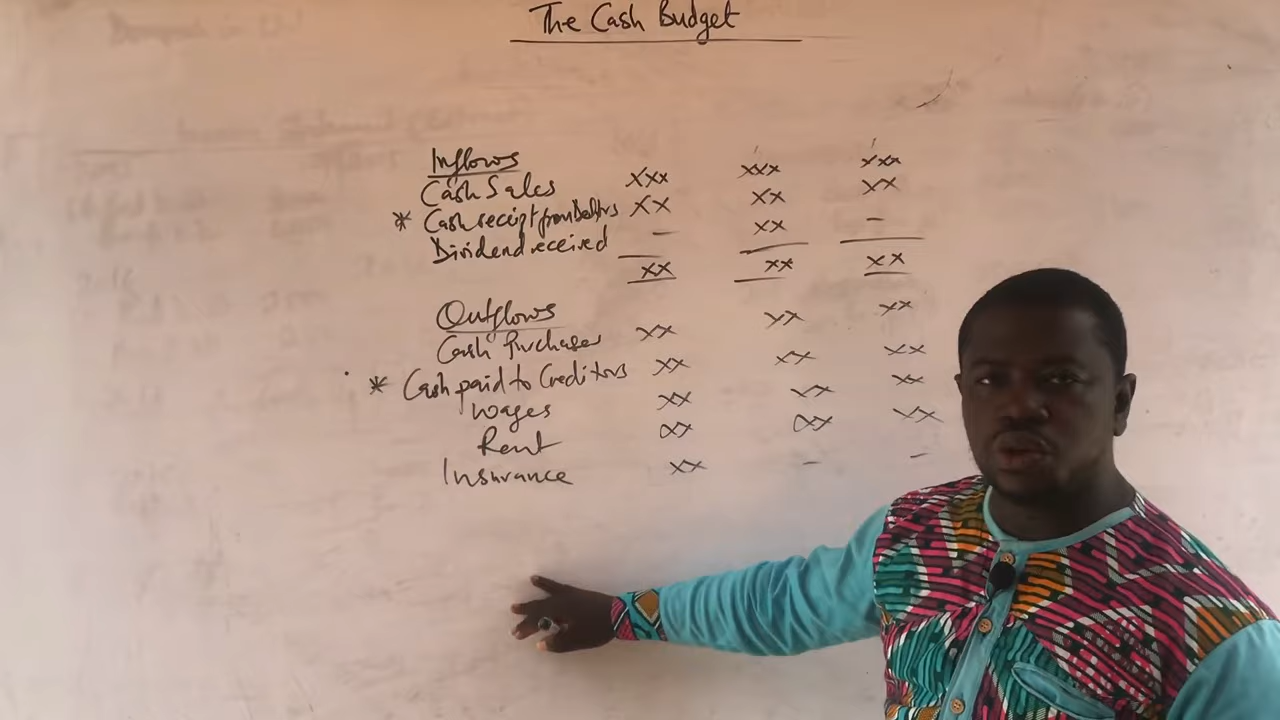 The Cash Budget
Inflows
Cash Sales xxx xxx xxx
* Cash receipt from Debtors xx xx xx
Dividend received - xx -
xx xx xx
Outflows
Cash Purchases xx xx xx
* Cash paid to Creditors xx xx xx
Wages xx xx xx
Rent xx xx xx
Insurance xx - -